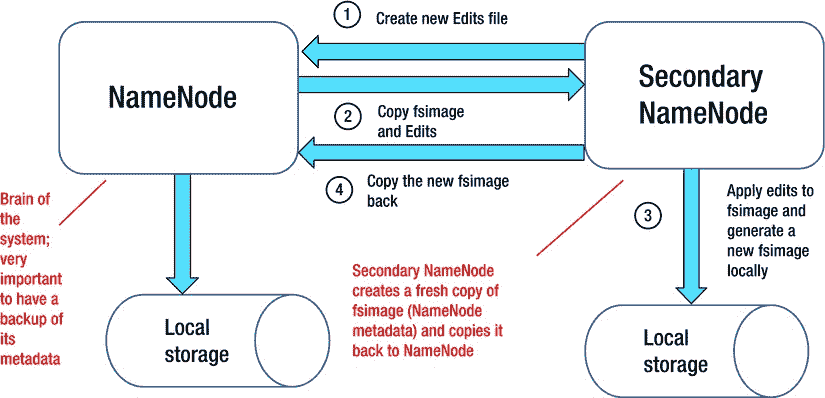 1
Create new Edits file
NameNode
Secondary
NameNode
2
Copy fsimage
and Edits
4
Copy the new fsimage
back
Brain of
the
system;
very
important
to have a
backup of
its
metadata
3
Apply edits to
fsimage and
generate a
new fsimage
locally
Secondary NameNode
creates a fresh copy of
fsimage (NameNode
metadata) and copies it
back to NameNode
Local
storage
Local
storage